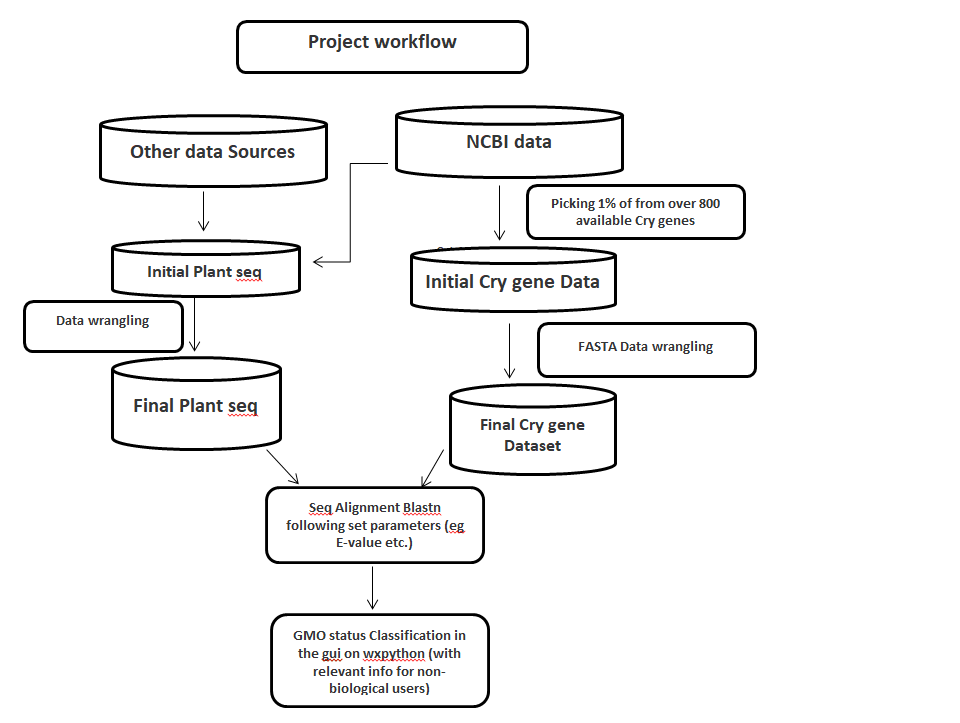 Project workflow
Other data Sources
NCBI data
Picking 1% of from over 800
available Cry genes
Initial Plant seq
Initial Cry gene Data
Data wrangling
FASTA Data wrangling
Final Plant seq
Final Cry gene
Dataset
Seq Alignment Blastn
following set parameters (eg
E-value etc.)
GMO status Classification in
the gui on wxpython (with
relevant info for non-
biological users)